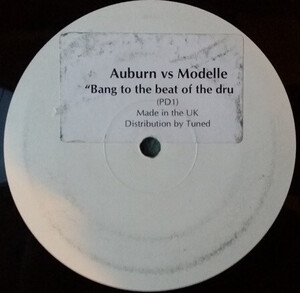 Auburn vs Modelle
“Bang to the beat of the dru
(PD1)
Made in the UK
Distribution by Tuned